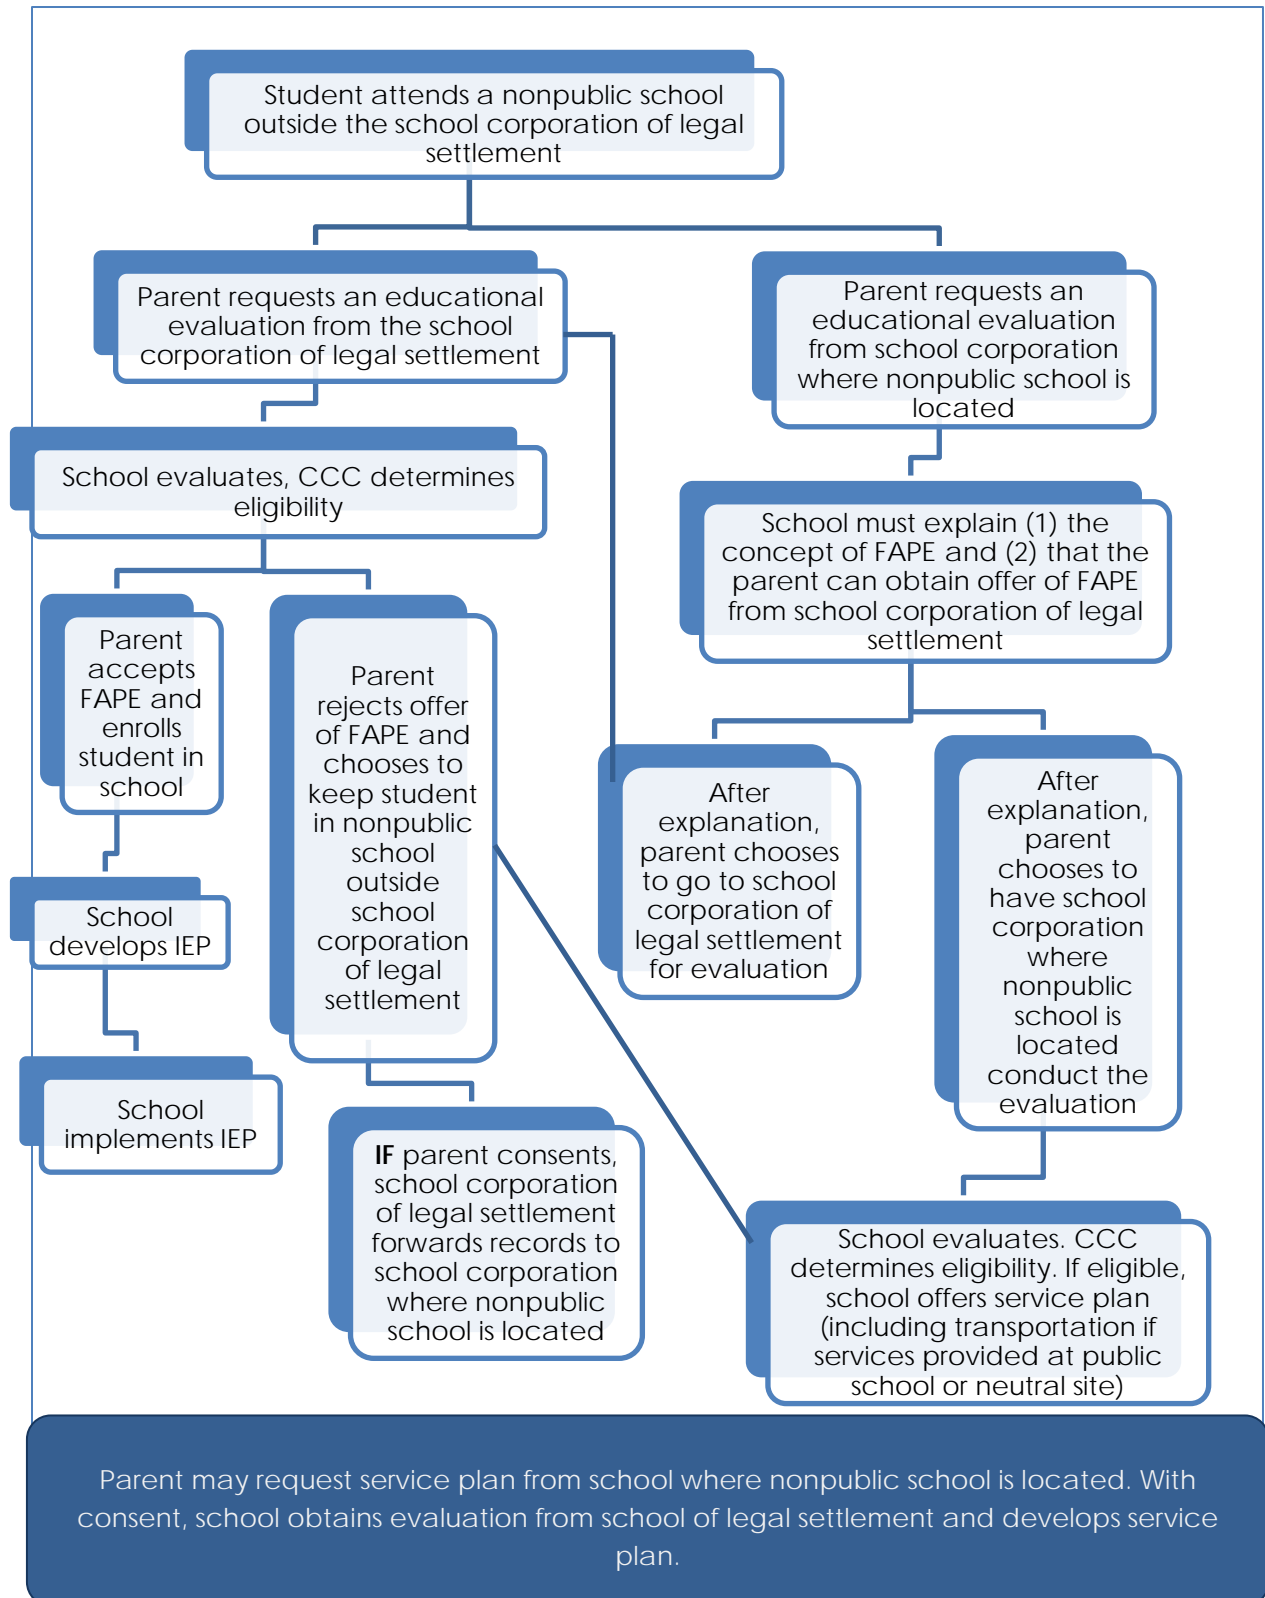 Student attends a nonpublic school
outside the school corporation of legal
settlement
Parent requests an educational
evaluation from the school
corporation of legal settlement
Parent requests an
educational evaluation
from school corporation
where nonpublic school is
located
School evaluates, CCC determines
eligibility
School must explain (1) the
concept of FAPE and (2) that the
parent can obtain offer of FAPE
from school corporation of legal
settlement
Parent
accepts
FAPE and
enrolls
student in
school
Parent
rejects offer
of FAPE and
chooses to
keep student
in nonpublic
school
outside
school
corporation
of legal
settlement
After
explanation,
parent chooses
to go to school
corporation of
legal settlement
for evaluation
After
explanation,
parent
chooses to
have school
corporation
where
nonpublic
school is
located
conduct the
evaluation
School
develops IEP
School
implements IEP
IF parent consents,
school corporation
of legal settlement
forwards records to
school corporation
where nonpublic
school is located
School evaluates. CCC
determines eligibility. If eligible,
school offers service plan
(including transportation if
services provided at public
school or neutral site)
Parent may request service plan from school where nonpublic school is located. With
consent, school obtains evaluation from school of legal settlement and develops service
plan.